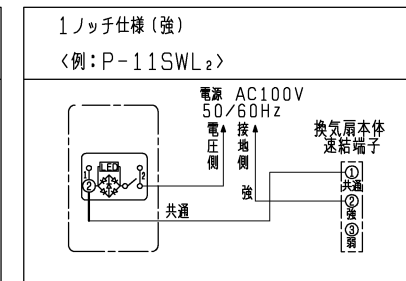 1ノッチ仕様(強)
〈例:P-11SWL₂〉
電源 AC100V
50/60Hz
電圧側
接地側
換気扇本体
速結端子
LED
1
2
②
強
共通
①
共通
②
強
③
弱